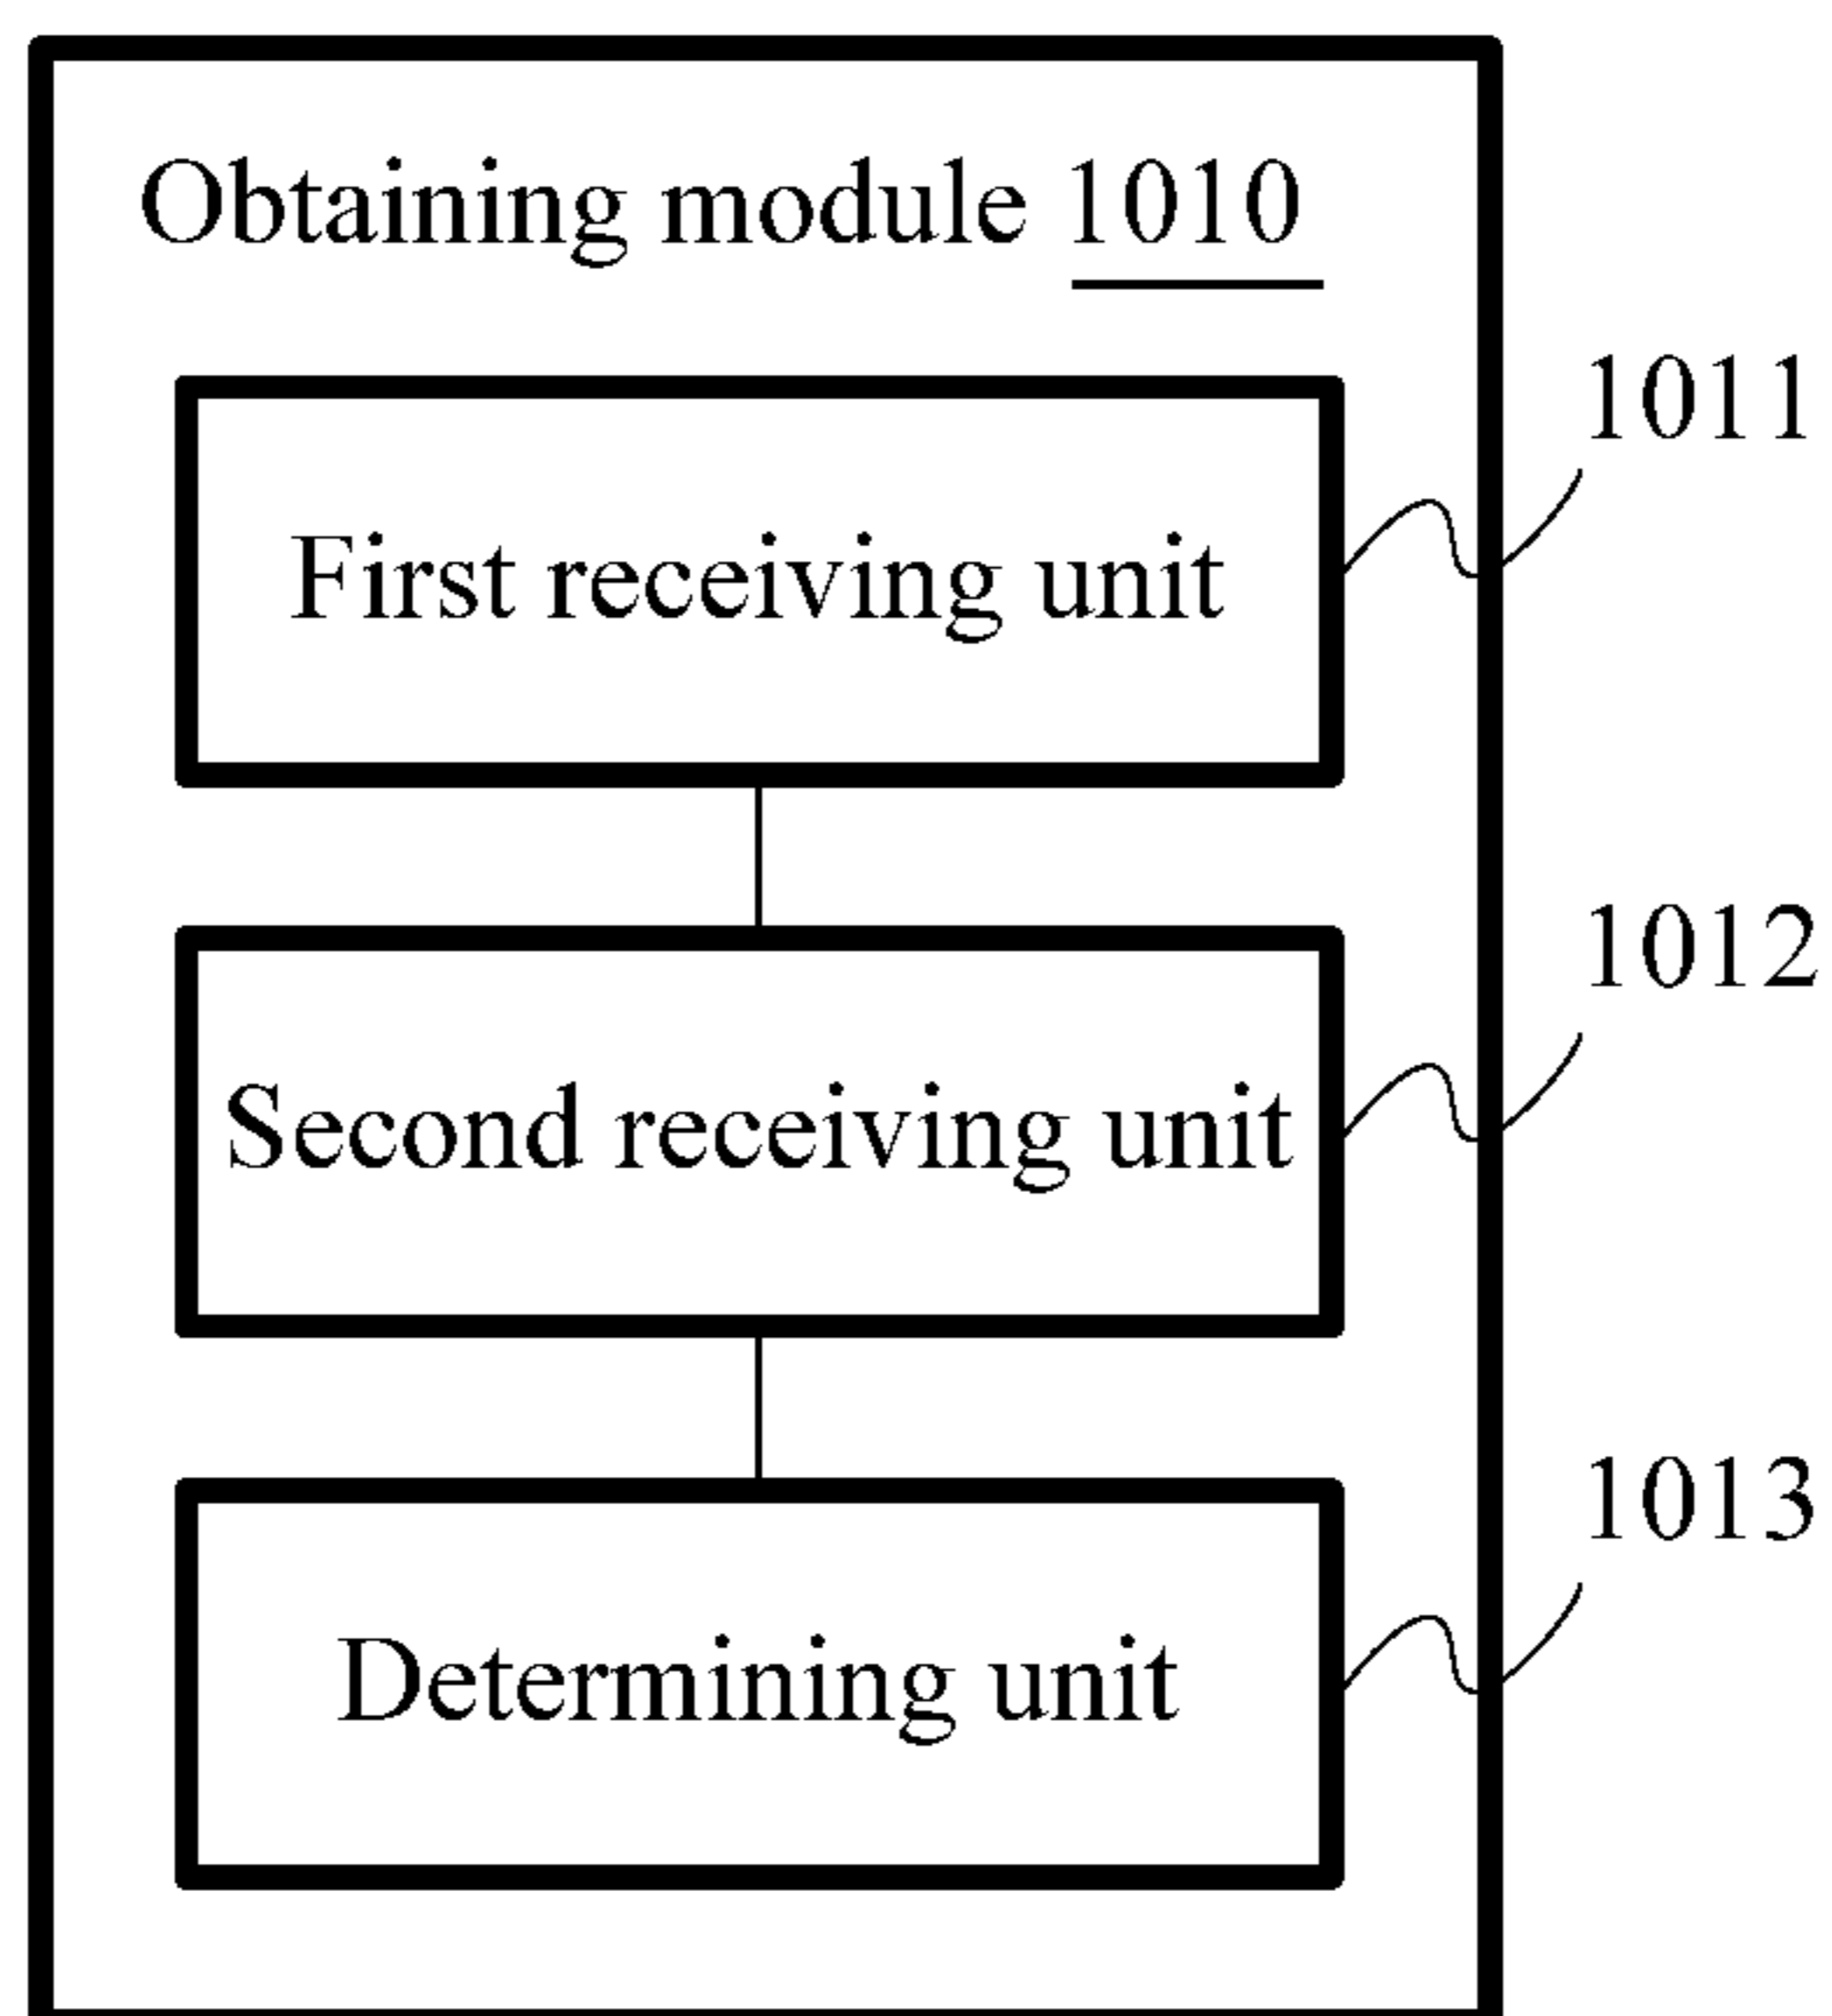 Obtaining module 1010
1011
First receiving unit
1012
Second receiving unit
1013
Determining unit